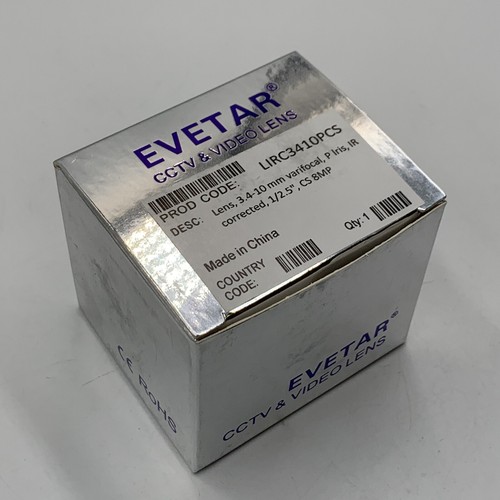 EVETAR®
CCTV & VIDEO LENS
PROD CODE: LIRC3410PCS
DESC: Lens, 3.4-10 mm varifocal, P Iris, IR
corrected, 1/2.5", CS 8MP
Made in China
Qty: 1
COUNTRY
CODE:
EVETAR®
CCTV & VIDEO LENS
CE ROHS